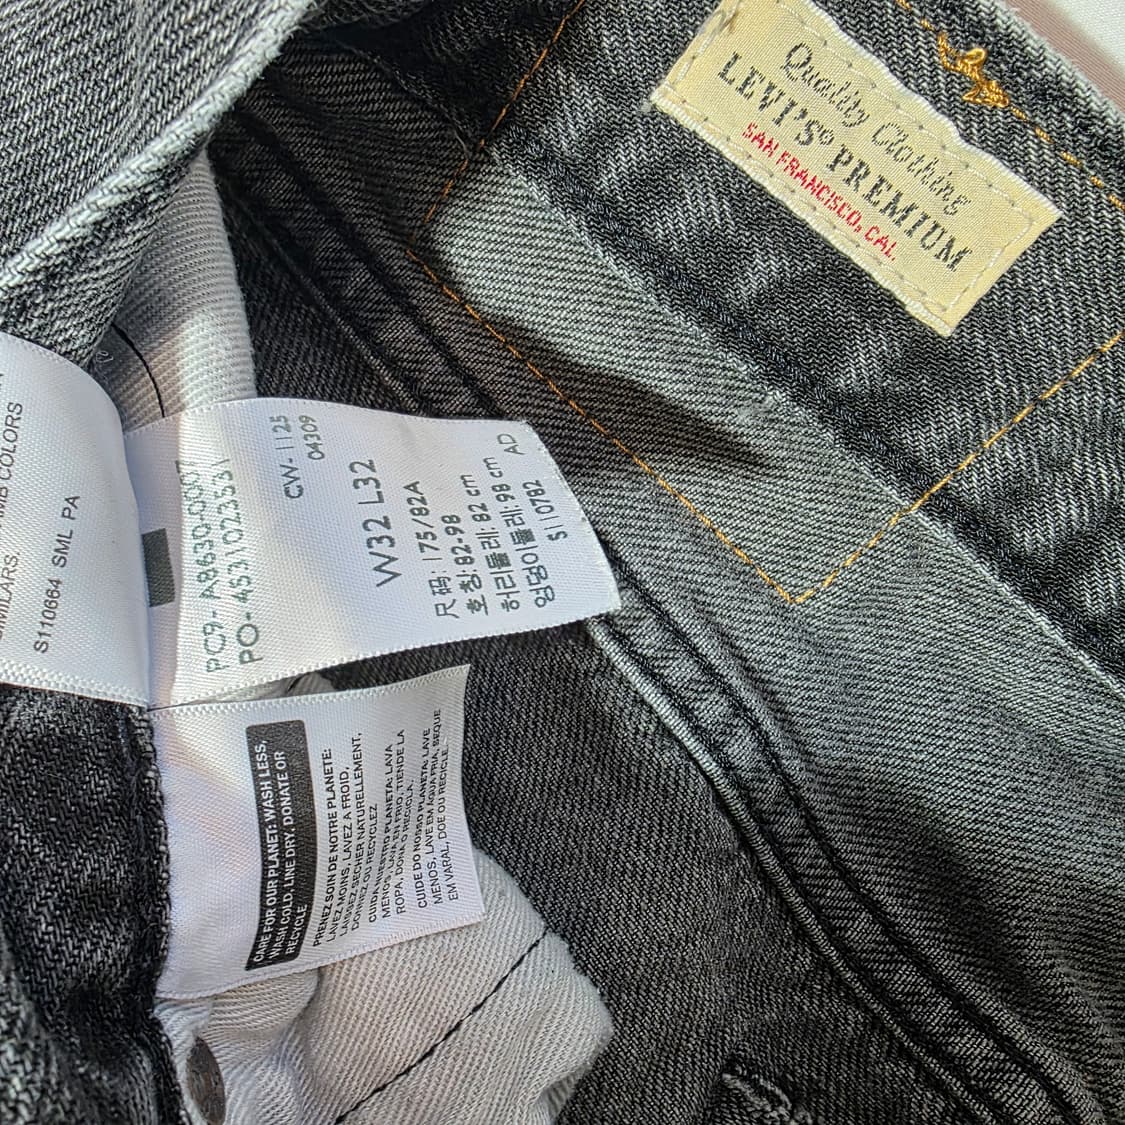 Quality Clothing
LEVI'S® PREMIUM
SAN FRANCISCO, CAL.
COLORS
SIMILARS,
S110664 SML PA
PC9- A8630-0007
PO- 4531023531
CW-1125
04309
W32 L32
尺码:175/82A
호칭:82-98
허리둘레:82 cm
엉덩이둘레:98 cm
S110782
AD
CARE FOR OUR PLANET: WASH LESS,
WASH COLD, LINE DRY, DONATE OR
RECYCLE
PRENEZ SOIN DE NOTRE PLANETE:
LAVEZ MOINS, LAVEZ A FROID,
LAISSEZ SECHER NATURELLEMENT,
DONNEZ OU RECYCLEZ
CUIDA NUESTRO PLANETA: LAVA
MENOS, LAVA EN FRIO, TIENDE LA
ROPA, DONA O RECICLA.
CUIDE DO NOSSO PLANETA: LAVE
MENOS, LAVE EM ÁGUA FRIA, SEQUE
EM VARAL, DOE OU RECICLE.